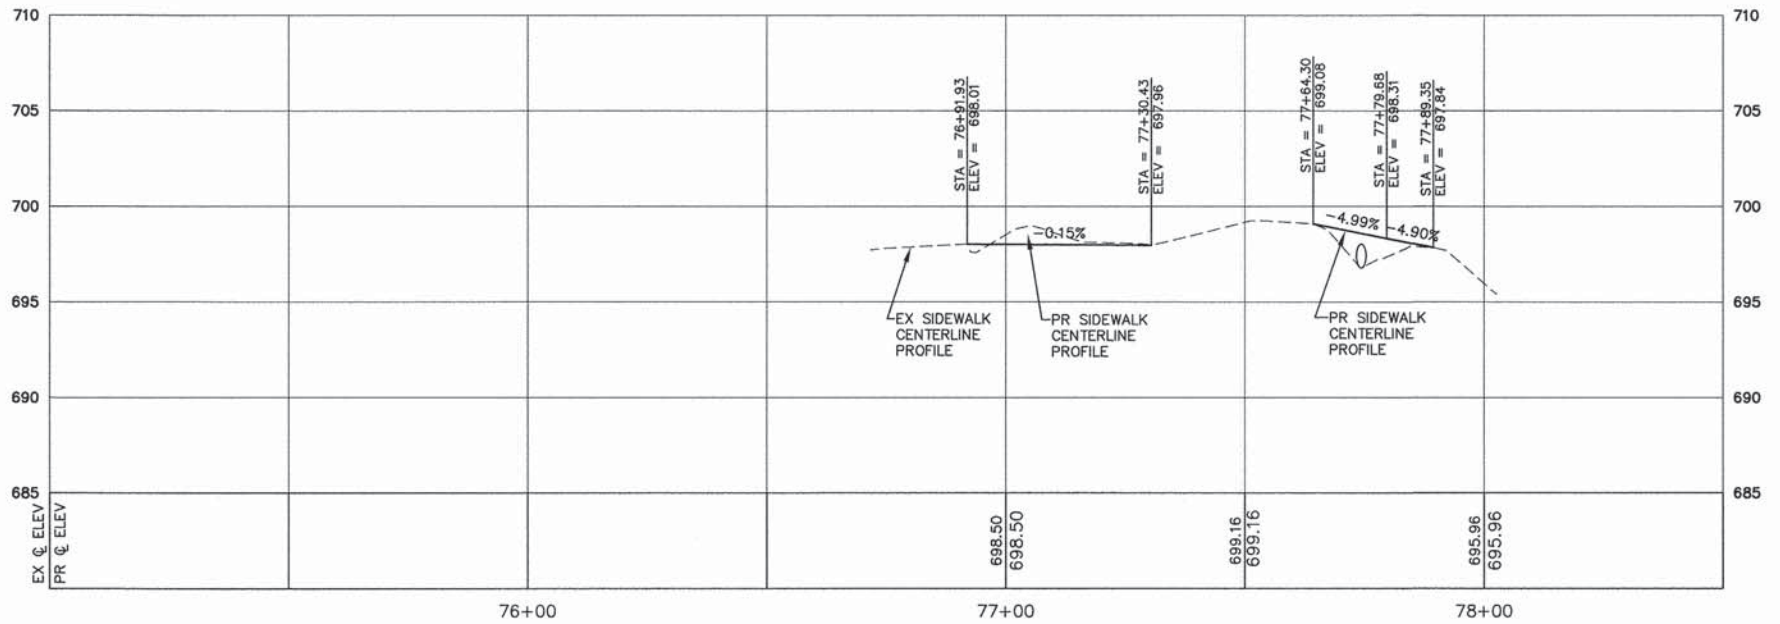 710
710
705
705
700
700
695
695
690
690
685
685
STA = 76+91.93
ELEV = 698.01
STA = 77+30.43
ELEV = 697.96
STA = 77+64.30
ELEV = 699.08
STA = 77+79.68
ELEV = 698.31
STA = 77+89.35
ELEV = 697.84
-0.15%
-4.99%
-4.90%
EX SIDEWALK
CENTERLINE
PROFILE
PR SIDEWALK
CENTERLINE
PROFILE
PR SIDEWALK
CENTERLINE
PROFILE
EX ℄ ELEV
PR ℄ ELEV
698.50
698.50
699.16
699.16
695.96
695.96
76+00
77+00
78+00